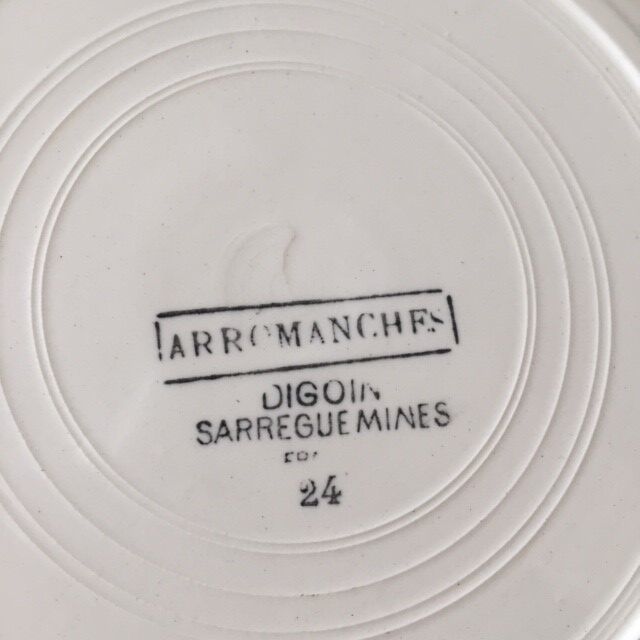 ARROMANCHES
DIGOIN
SARREGUEMINES
24